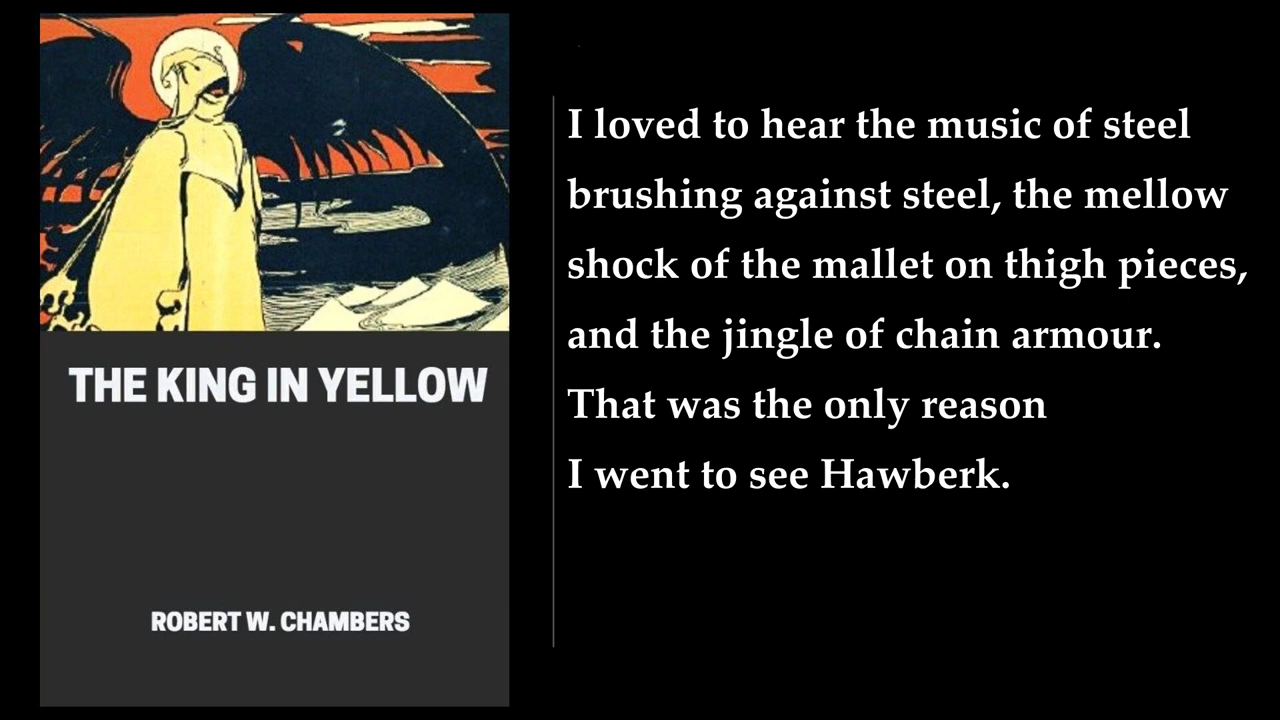 THE KING IN YELLOW
ROBERT W. CHAMBERS
I loved to hear the music of steel
brushing against steel, the mellow
shock of the mallet on thigh pieces,
and the jingle of chain armour.
That was the only reason
I went to see Hawberk.